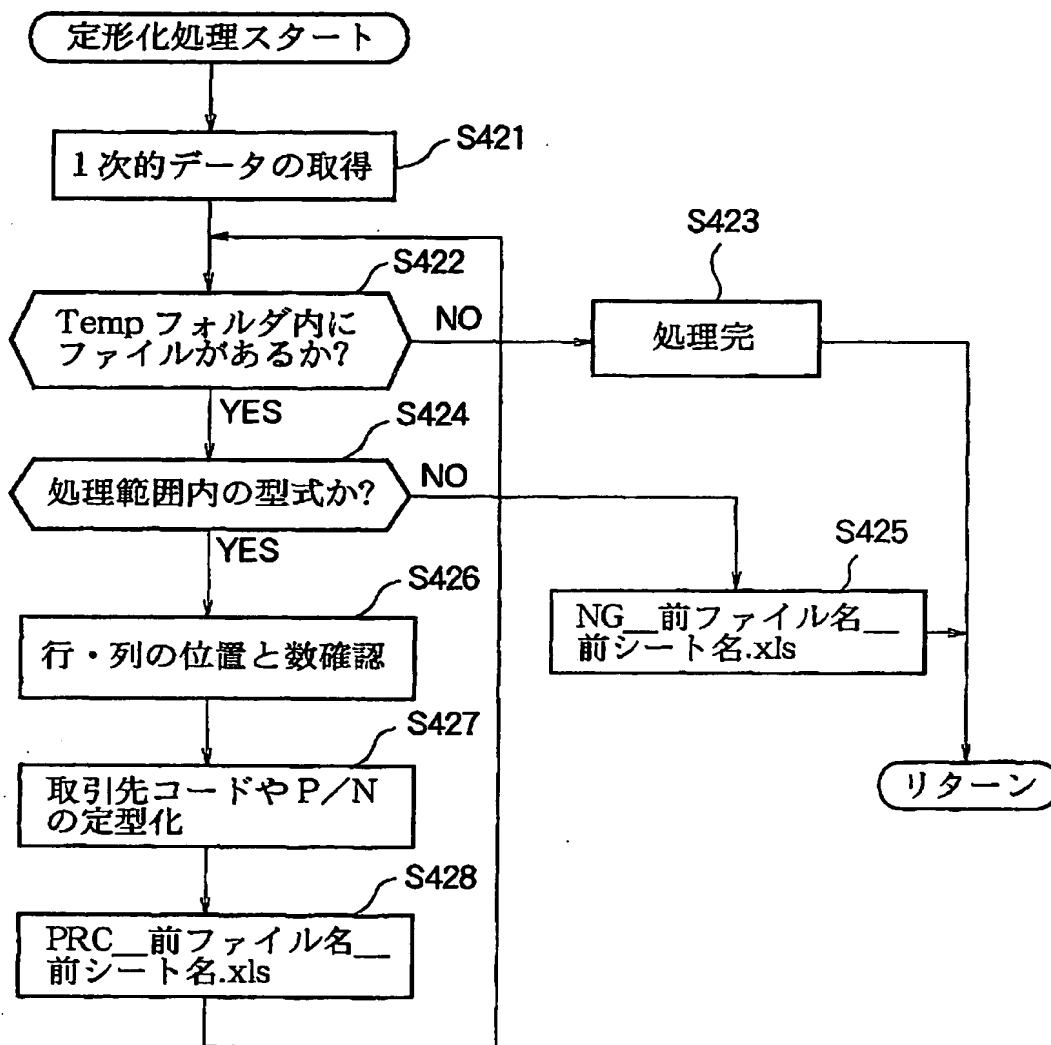 定形化処理スタート
S421
1次的データの取得
S422
Tempフォルダ内に
ファイルがあるか?
NO
S423
処理完
YES
S424
処理範囲内の型式か?
NO
YES
S425
NG__前ファイル名__
前シート名.xls
S426
行・列の位置と数確認
S427
取引先コードやP/N
の定型化
リターン
S428
PRC__前ファイル名__
前シート名.xls